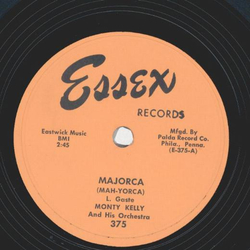 Essex
RECORDS
Eastwick Music
BMI
2:45
Mfgd. By
Palda Record Co.
Phila., Penna.
(E-375-A)
MAJORCA
(MAH-YORCA)
L. Gaste
MONTY KELLY
And His Orchestra
375